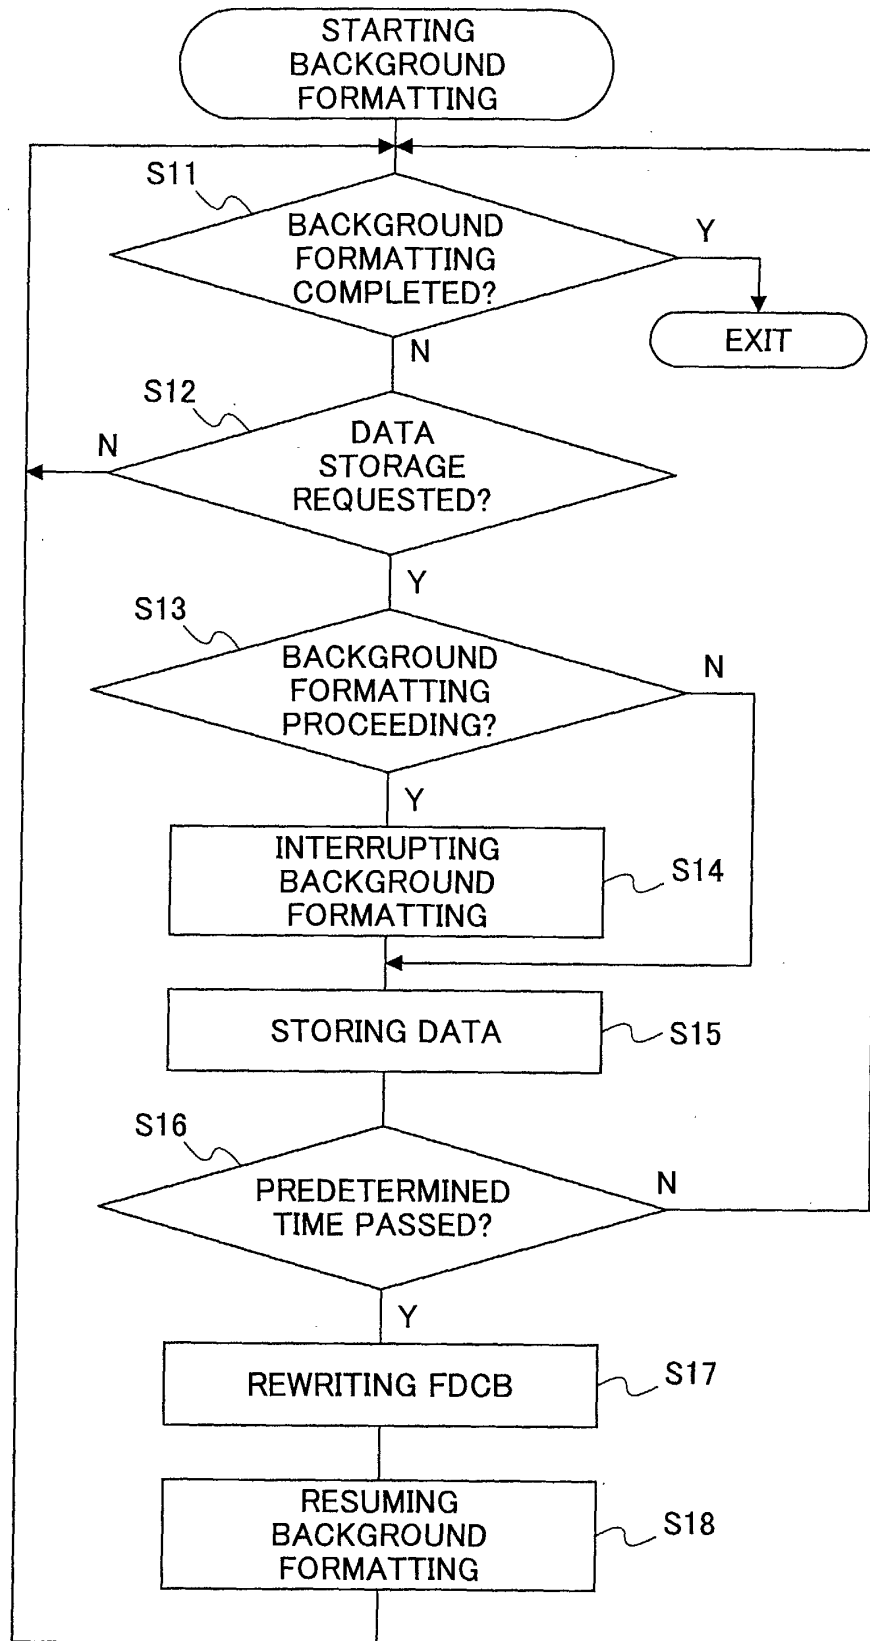 STARTING
BACKGROUND
FORMATTING
S11
BACKGROUND
FORMATTING
COMPLETED?
Y
EXIT
N
S12
N
DATA
STORAGE
REQUESTED?
Y
S13
BACKGROUND
FORMATTING
PROCEEDING?
N
Y
INTERRUPTING
BACKGROUND
FORMATTING
S14
STORING DATA
S15
S16
PREDETERMINED
TIME PASSED?
N
Y
REWRITING FDCB
S17
RESUMING
BACKGROUND
FORMATTING
S18